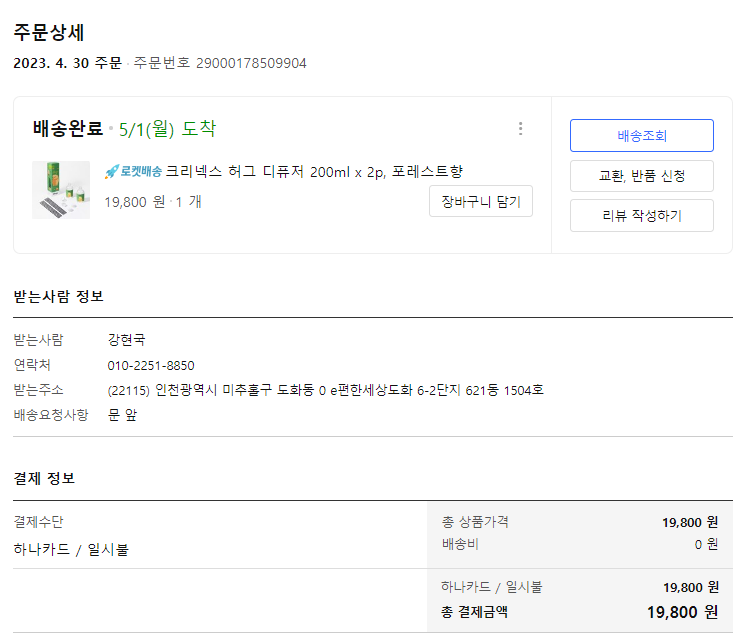 주문상세
2023. 4. 30 주문 · 주문번호 29000178509904
배송완료 · 5/1(월) 도착
로켓배송 크리넥스 허그 디퓨저 200ml x 2p, 포레스트향
19,800 원 · 1 개
장바구니 담기
배송조회
교환, 반품 신청
리뷰 작성하기
받는사람 정보
받는사람 강현국
연락처 010-2251-8850
받는주소 (22115) 인천광역시 미추홀구 도화동 0 e편한세상도화 6-2단지 621동 1504호
배송요청사항 문 앞
결제 정보
결제수단
하나카드 / 일시불
총 상품가격 19,800 원
배송비 0 원
하나카드 / 일시불 19,800 원
총 결제금액 19,800 원